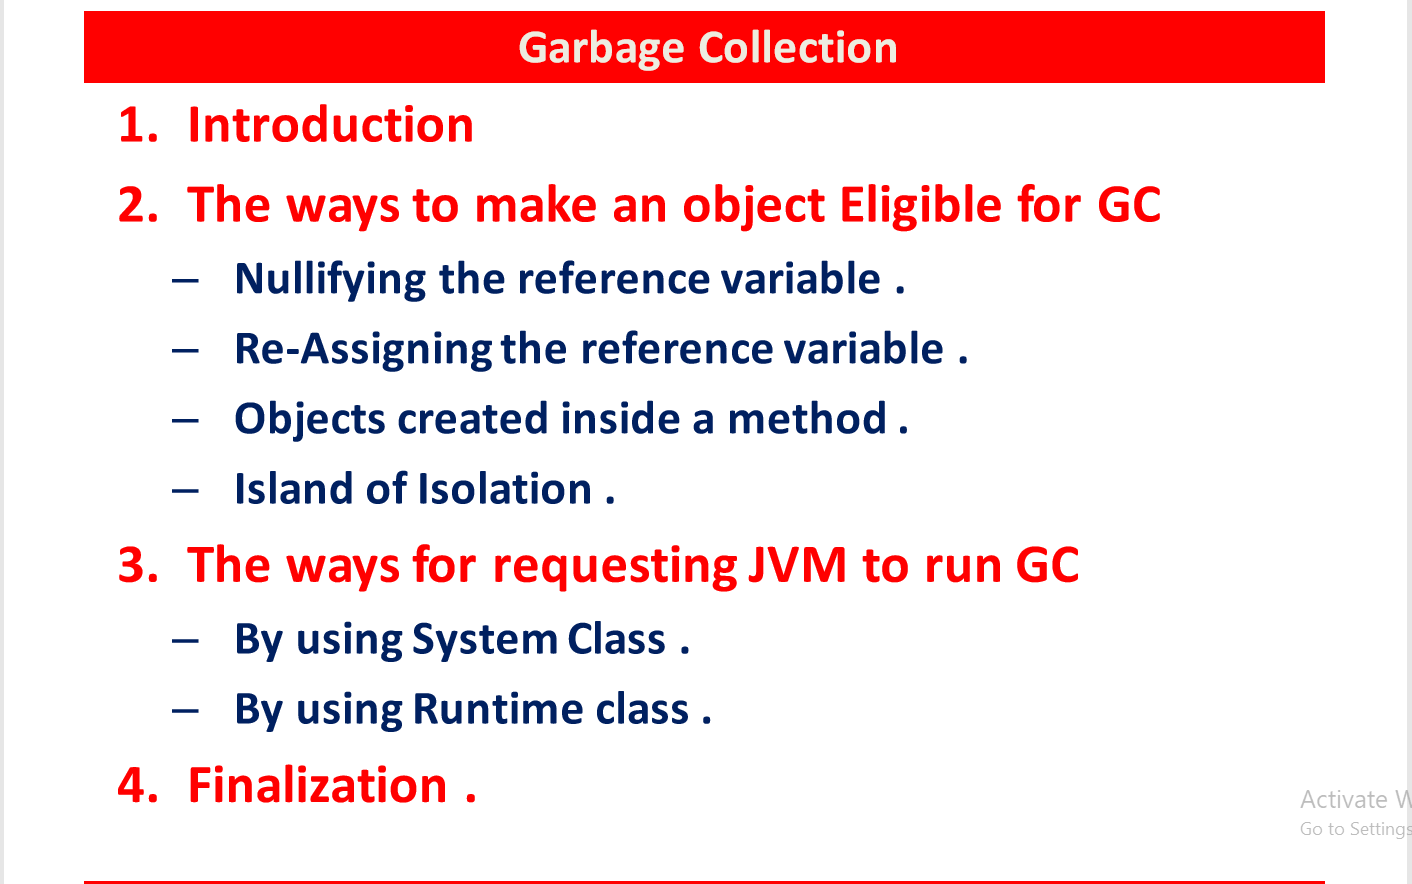 Garbage Collection
1. Introduction
2. The ways to make an object Eligible for GC
– Nullifying the reference variable .
– Re-Assigning the reference variable .
– Objects created inside a method .
– Island of Isolation .
3. The ways for requesting JVM to run GC
– By using System Class .
– By using Runtime class .
4. Finalization .
Activate W
Go to Settings